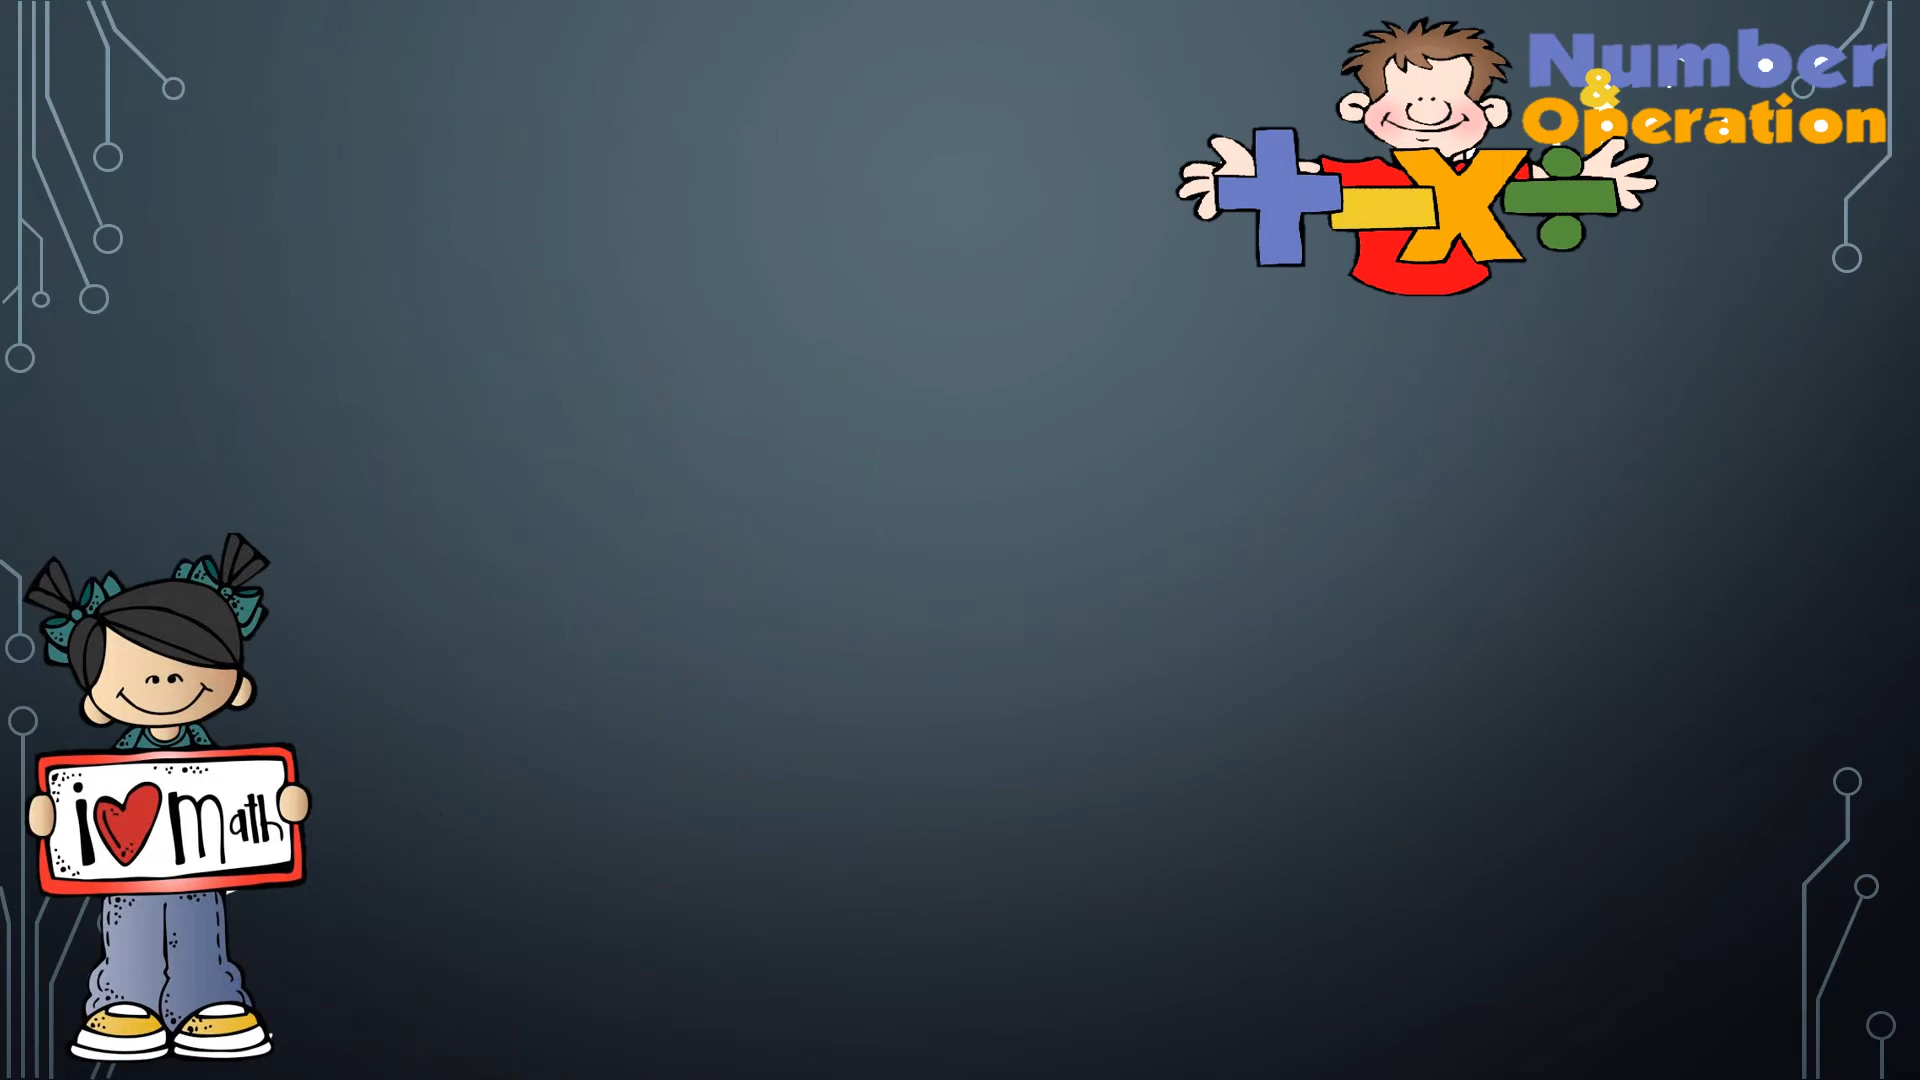 Number
&
Operation
+ - x ÷
i ♥ math